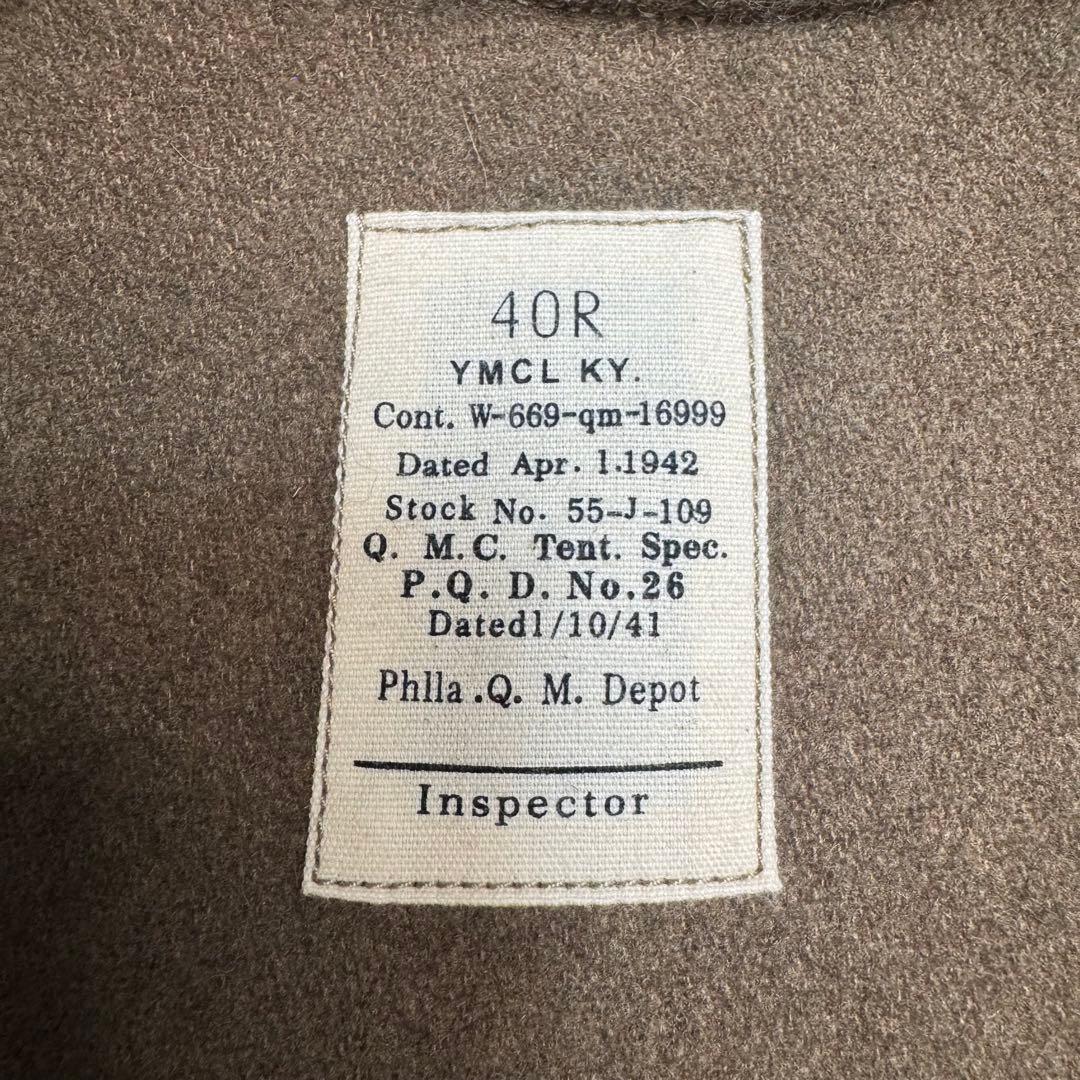 40R
YMCL KY.
Cont. W-669-qm-16999
Dated Apr. 1.1942
Stock No. 55-J-109
Q. M.C. Tent. Spec.
P.Q. D. No.26
Dated1/10/41
Phlla .Q. M. Depot
Inspector